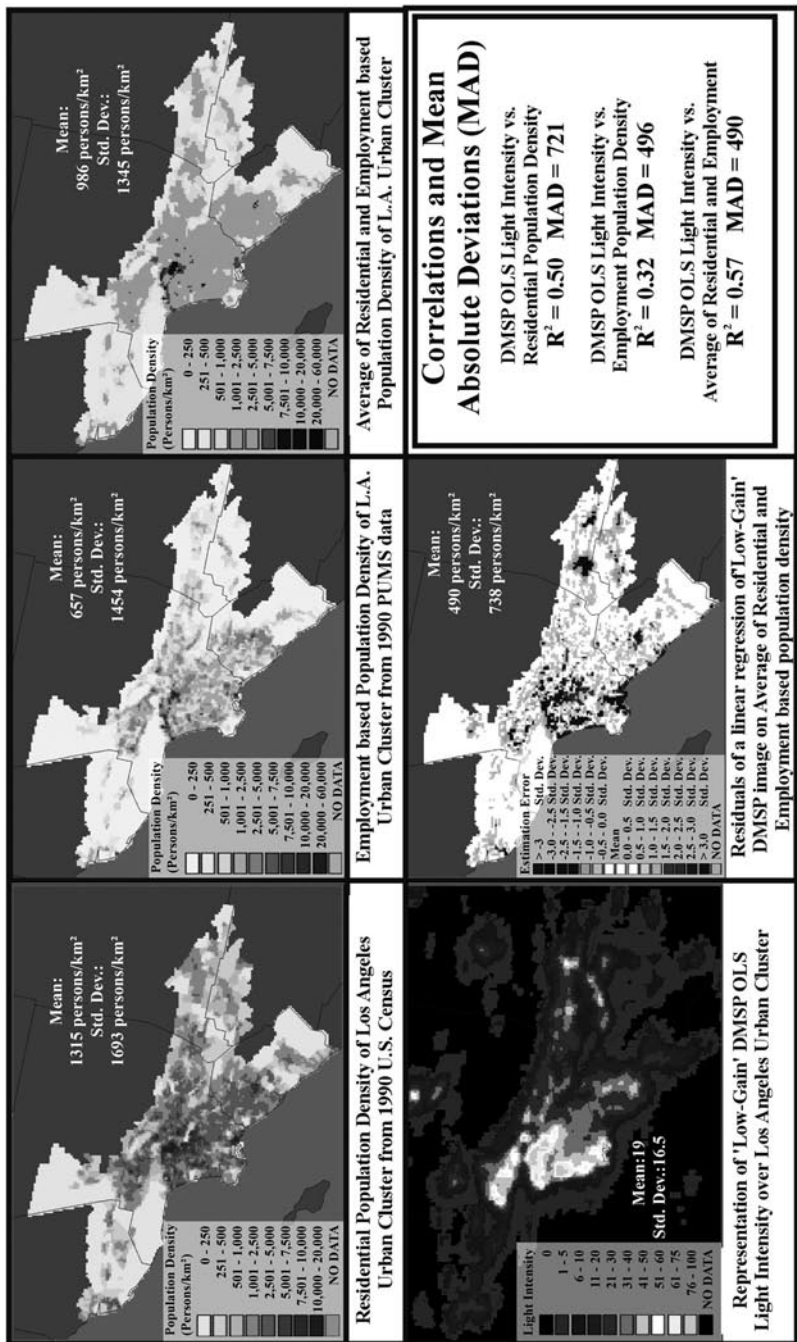 Mean:
1315 persons/km²
Std. Dev.:
1693 persons/km²
Population Density
(Persons/km²)
0 - 250
251 - 500
501 - 1,000
1,001 - 2,500
2,501 - 5,000
5,001 - 7,500
7,501 - 10,000
10,000 - 20,000
NO DATA
Residential Population Density of Los Angeles
Urban Cluster from 1990 U.S. Census
Mean:
657 persons/km²
Std. Dev.:
1454 persons/km²
Population Density
(Persons/km²)
0 - 250
251 - 500
501 - 1,000
1,001 - 2,500
2,501 - 5,000
5,001 - 7,500
7,501 - 10,000
10,000 - 20,000
20,000 - 60,000
NO DATA
Employment based Population Density of L.A.
Urban Cluster from 1990 PUMS data
Mean:
986 persons/km²
Std. Dev.:
1345 persons/km²
Population Density
(Persons/km²)
0 - 250
251 - 500
501 - 1,000
1,001 - 2,500
2,501 - 5,000
5,001 - 7,500
7,501 - 10,000
10,000 - 20,000
20,000 - 60,000
NO DATA
Average of Residential and Employment based
Population Density of L.A. Urban Cluster
Light Intensity
0
1 - 5
6 - 10
11 - 20
21 - 30
31 - 40
41 - 50
51 - 60
61 - 75
76 - 100
NO DATA
Mean:19
Std. Dev.:16.5
Representation of 'Low-Gain' DMSP OLS
Light Intensity over Los Angeles Urban Cluster
490 persons/km²
Std. Dev.:
738 persons/km²
Estimation Error
> -3 Std. Dev.
-3.0 - -2.5 Std. Dev.
-2.5 - -1.5 Std. Dev.
-1.5 - -1.0 Std. Dev.
-1.0 - -0.5 Std. Dev.
-0.5 - 0.0 Std. Dev.
Mean
0.0 - 0.5 Std. Dev.
0.5 - 1.0 Std. Dev.
1.0 - 1.5 Std. Dev.
1.5 - 2.0 Std. Dev.
2.0 - 2.5 Std. Dev.
2.5 - 3.0 Std. Dev.
> 3.0 Std. Dev.
NO DATA
Mean:
Residuals of a linear regression of 'Low-Gain'
DMSP image on Average of Residential and
Employment based population density
Correlations and Mean
Absolute Deviations (MAD)
DMSP OLS Light Intensity vs.
Residential Population Density
R² = 0.50 MAD = 721
DMSP OLS Light Intensity vs.
Employment Population Density
R² = 0.32 MAD = 496
DMSP OLS Light Intensity vs.
Average of Residential and Employment
R² = 0.57 MAD = 490